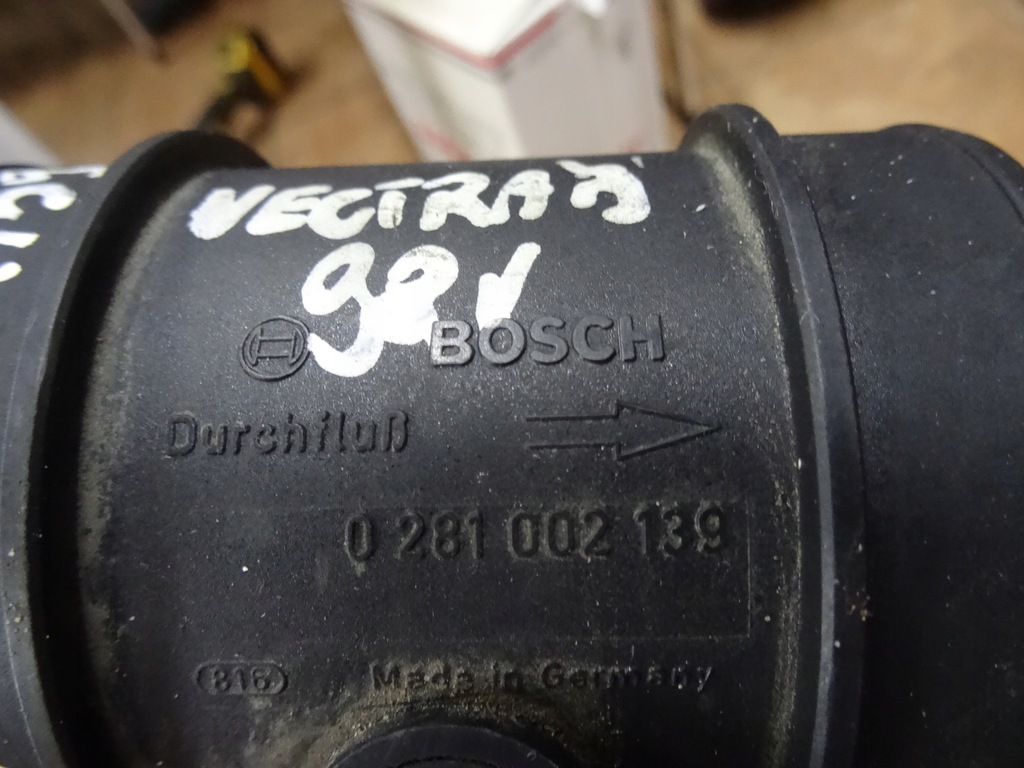 VECTRA B
98r
BOSCH
Durchfluß
0 281 002 139
816 Made in Germany